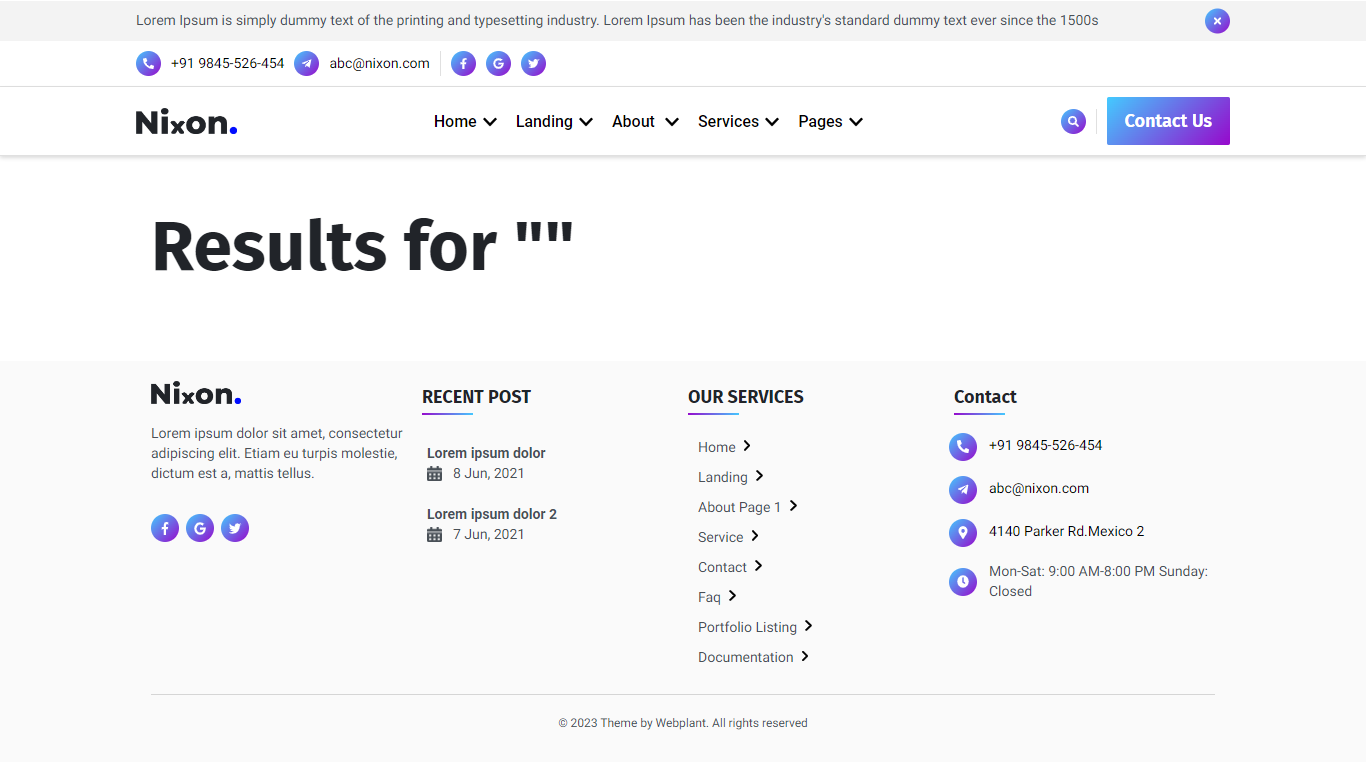 Lorem Ipsum is simply dummy text of the printing and typesetting industry. Lorem Ipsum has been the industry's standard dummy text ever since the 1500s
+91 9845-526-454
abc@nixon.com
Nixon.
Home
Landing
About
Services
Pages
Contact Us
Results for ""
Nixon.
Lorem ipsum dolor sit amet, consectetur
adipiscing elit. Etiam eu turpis molestie,
dictum est a, mattis tellus.
RECENT POST
Lorem ipsum dolor
8 Jun, 2021
Lorem ipsum dolor 2
7 Jun, 2021
OUR SERVICES
Home
Landing
About Page 1
Service
Contact
Faq
Portfolio Listing
Documentation
Contact
+91 9845-526-454
abc@nixon.com
4140 Parker Rd.Mexico 2
Mon-Sat: 9:00 AM-8:00 PM Sunday:
Closed
© 2023 Theme by Webplant. All rights reserved